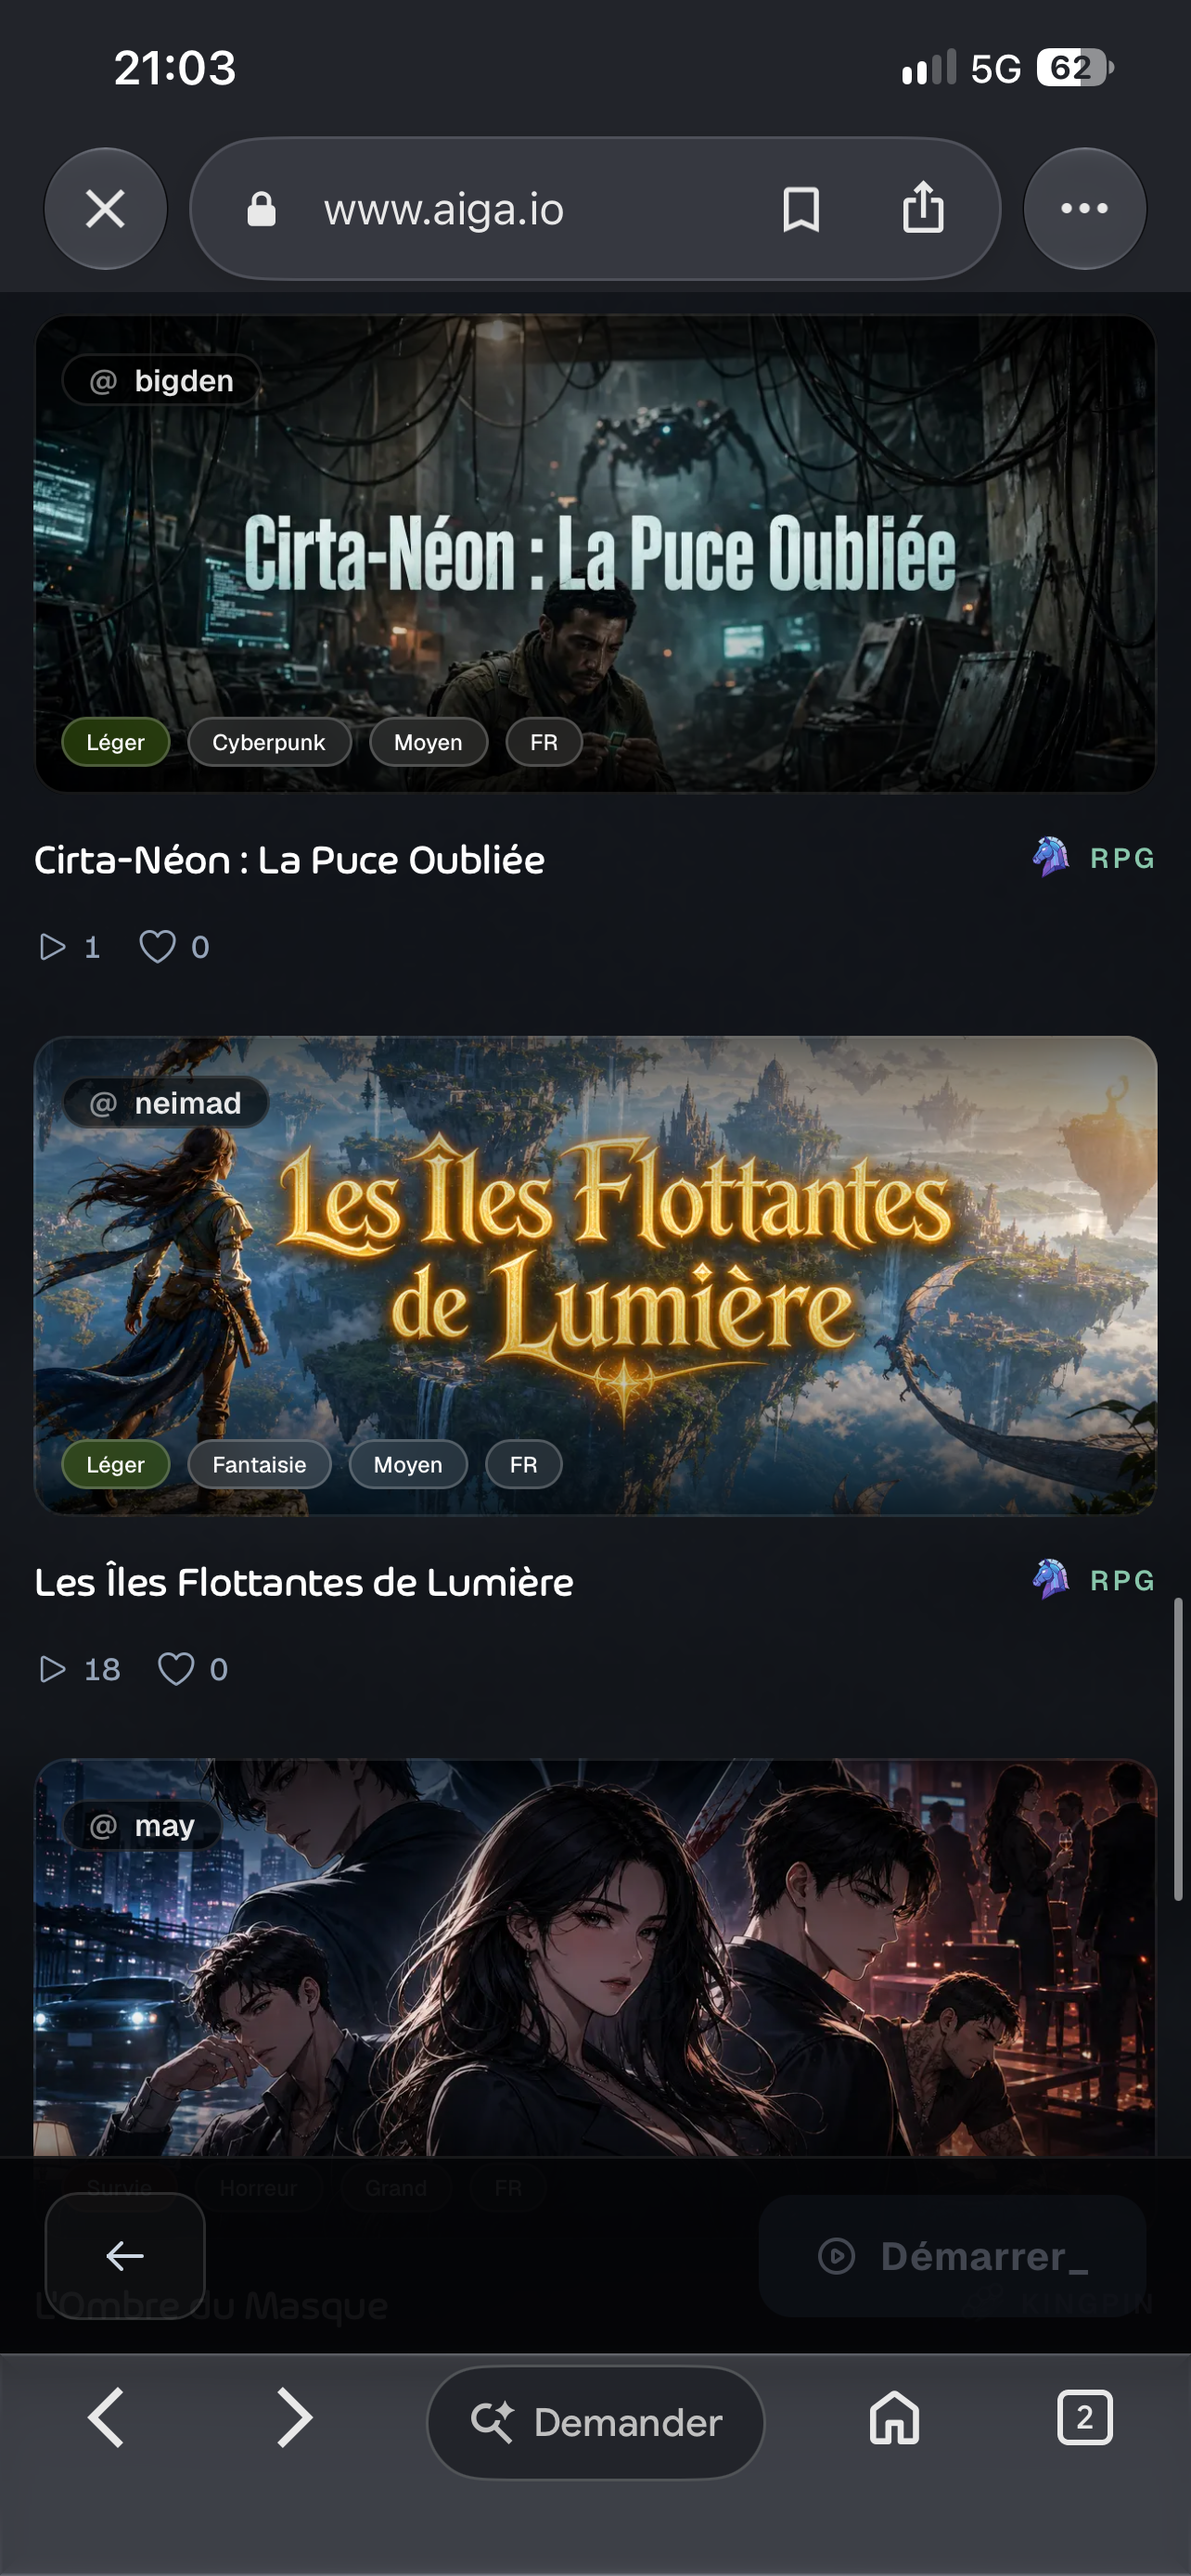 21:03
5G 62
www.aiga.io
@ bigden
Cirta-Néon : La Puce Oubliée
Léger Cyberpunk Moyen FR
Cirta-Néon : La Puce Oubliée
RPG
1 0
@ neimad
Les Îles Flottantes
de Lumière
Léger Fantaisie Moyen FR
Les Îles Flottantes de Lumière
RPG
18 0
@ may
Survie Horreur Grand FR
Démarrer_
L'Ombre du Masque
KINGPIN
Demander
2